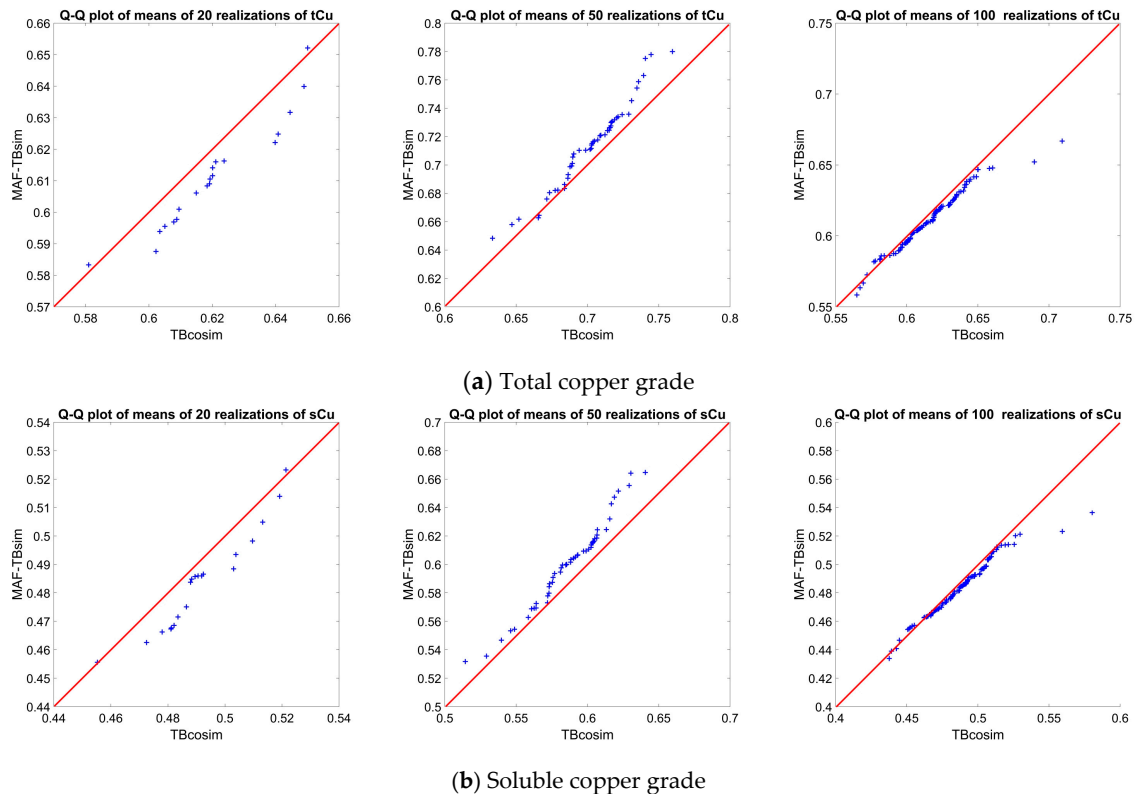 Q-Q plot of means of 20 realizations of tCu
Q-Q plot of means of 50 realizations of tCu
Q-Q plot of means of 100 realizations of tCu
MAF-TBsim
0.66
0.65
0.64
0.63
0.62
0.61
0.6
0.59
0.58
0.57
0.58 0.6 0.62 0.64 0.66
TBcosim
MAF-TBsim
0.8
0.78
0.76
0.74
0.72
0.7
0.68
0.66
0.64
0.62
0.6
0.6 0.65 0.7 0.75 0.8
TBcosim
MAF-TBsim
0.75
0.7
0.65
0.6
0.55
0.55 0.6 0.65 0.7 0.75
TBcosim
(a) Total copper grade
Q-Q plot of means of 20 realizations of sCu
Q-Q plot of means of 50 realizations of sCu
Q-Q plot of means of 100 realizations of sCu
MAF-TBsim
0.54
0.53
0.52
0.51
0.5
0.49
0.48
0.47
0.46
0.45
0.44
0.44 0.46 0.48 0.5 0.52 0.54
TBcosim
MAF-TBsim
0.7
0.68
0.66
0.64
0.62
0.6
0.58
0.56
0.54
0.52
0.5
0.5 0.55 0.6 0.65 0.7
TBcosim
MAF-TBsim
0.6
0.58
0.56
0.54
0.52
0.5
0.48
0.46
0.44
0.42
0.4
0.4 0.45 0.5 0.55 0.6
TBcosim
(b) Soluble copper grade